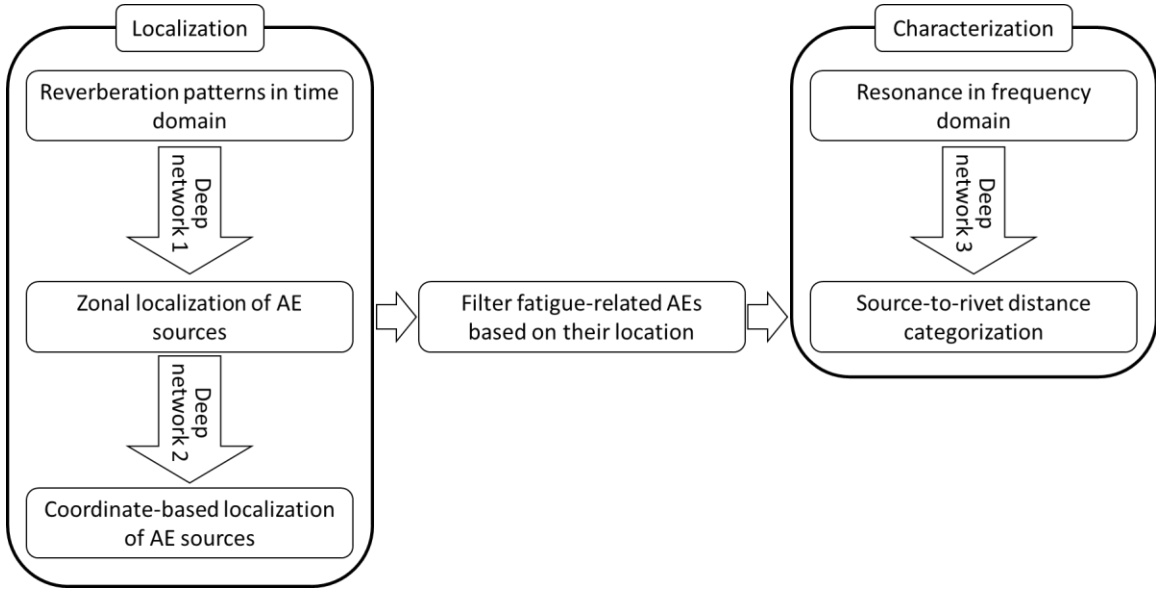 Localization
Reverberation patterns in time
domain
Deep
network 1
Zonal localization of AE
sources
Deep
network 2
Coordinate-based localization
of AE sources
Filter fatigue-related AEs
based on their location
Characterization
Resonance in frequency
domain
Deep
network 3
Source-to-rivet distance
categorization